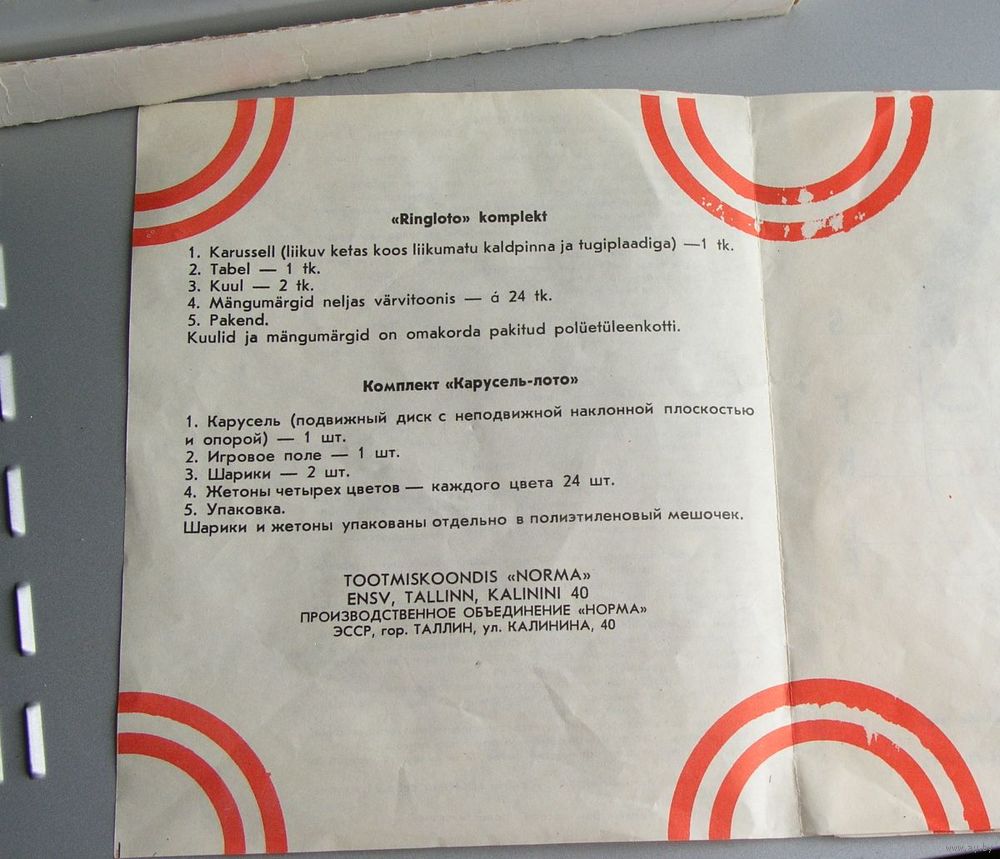 «Ringloto» komplekt
1. Karussell (liikuv ketas koos liikumatu kaldpinna ja tugiplaadiga) —1 tk.
2. Tabel — 1 tk.
3. Kuul — 2 tk.
4. Mängumärgid neljas värvitoonis — á 24 tk.
5. Pakend.
Kuulid ja mängumärgid on omakorda pakitud polüetüleenkotti.
Комплект «Карусель-лото»
1. Карусель (подвижный диск с неподвижной наклонной плоскостью
и опорой) — 1 шт.
2. Игровое поле — 1 шт.
3. Шарики — 2 шт.
4. Жетоны четырех цветов — каждого цвета 24 шт.
5. Упаковка.
Шарики и жетоны упакованы отдельно в полиэтиленовый мешочек.
TOOTMISKOONDIS «NORMA»
ENSV, TALLINN, KALININI 40
ПРОИЗВОДСТВЕННОЕ ОБЪЕДИНЕНИЕ «НОРМА»
ЭССР, гор. ТАЛЛИН, ул. КАЛИНИНА, 40
www.ay.by